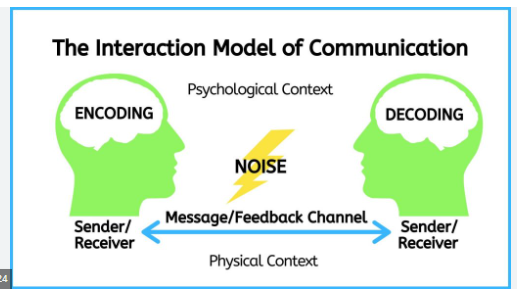 The Interaction Model of Communication
Psychological Context
ENCODING
DECODING
NOISE
Message/Feedback Channel
Sender/
Receiver
Sender/
Receiver
Physical Context
24